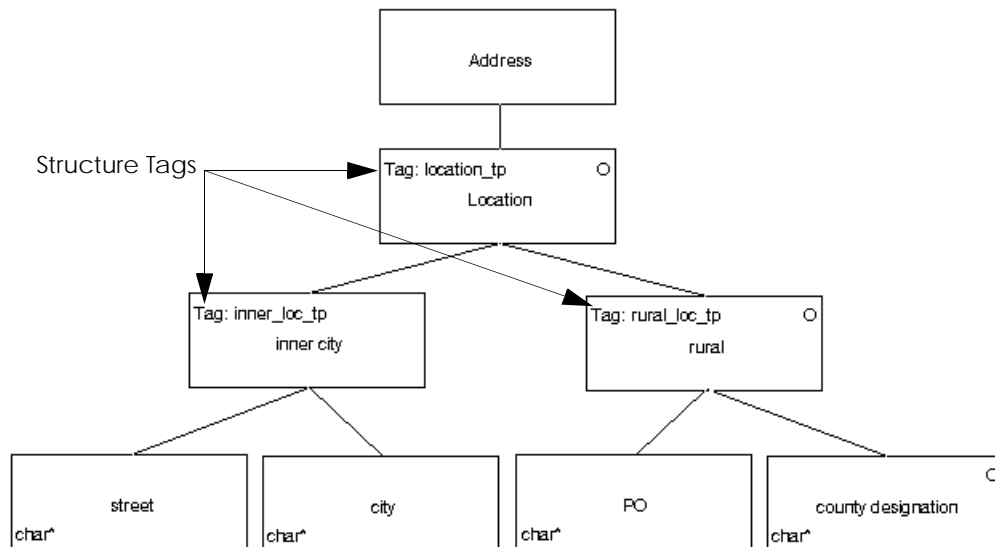 Address
Structure Tags
Tag: location_tp
Location
Tag: inner_loc_tp
inner city
Tag: rural_loc_tp
rural
street
char^
city
char^
PO
char^
county designation
char^